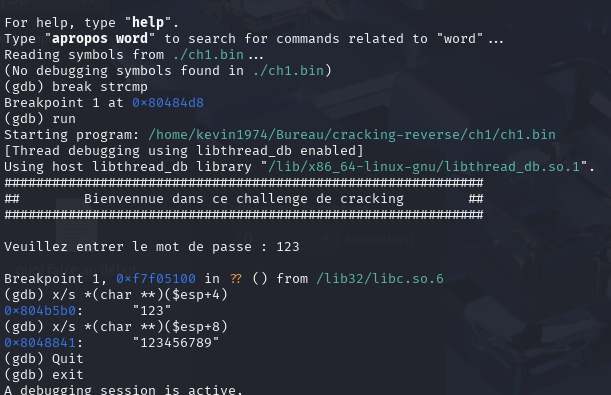 For help, type "help".
Type "apropos word" to search for commands related to "word"...
Reading symbols from ./ch1.bin...
(No debugging symbols found in ./ch1.bin)
(gdb) break strcmp
Breakpoint 1 at 0x80484d8
(gdb) run
Starting program: /home/kevin1974/Bureau/cracking-reverse/ch1/ch1.bin
[Thread debugging using libthread_db enabled]
Using host libthread_db library "/lib/x86_64-linux-gnu/libthread_db.so.1".
############################################################
##        Bienvennue dans ce challenge de cracking        ##
############################################################
Veuillez entrer le mot de passe : 123
Breakpoint 1, 0xf7f05100 in ?? () from /lib32/libc.so.6
(gdb) x/s *(char **)($esp+4)
0x804b5b0:      "123"
(gdb) x/s *(char **)($esp+8)
0x8048841:      "123456789"
(gdb) Quit
(gdb) exit
A debugging session is active.